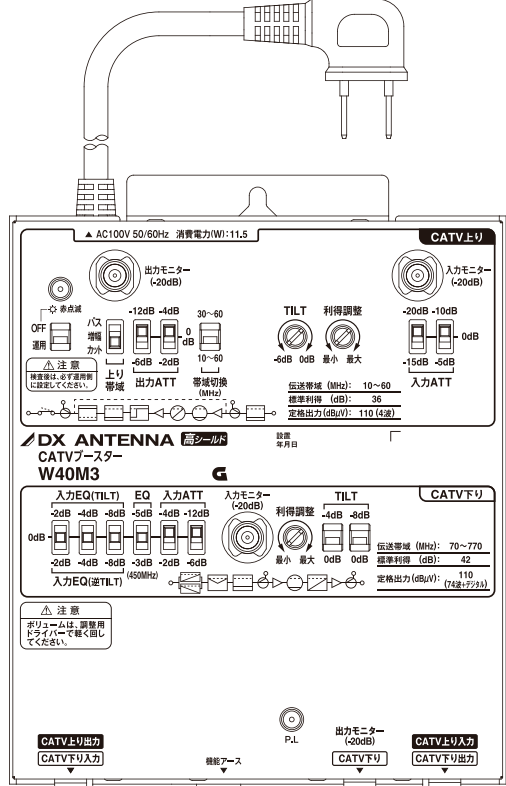 ▲ AC100V 50/60Hz 消費電力(W):11.5
CATV上り
出力モニター
(-20dB)
入力モニター
(-20dB)
赤点滅
OFF
運用
パス
増幅
カット
上り
帯域
-12dB -4dB
0
dB
-6dB -2dB
出力ATT
30~60
10~60
帯域切換
(MHz)
TILT
-6dB 0dB
利得調整
最小 最大
-20dB -10dB
0dB
-15dB -5dB
入力ATT
⚠ 注意
検査後は、必ず運用側
に設定してください。
伝送帯域 (MHz): 10~60
標準利得 (dB): 36
定格出力(dBμV): 110 (4波)
DX ANTENNA 高シールド
CATVブースター
W40M3
設置
年月日
G
CATV下り
入力EQ(TILT) EQ 入力ATT
-2dB -4dB -8dB -5dB -4dB -12dB
0dB
-2dB -4dB -8dB -3dB -2dB -6dB
入力EQ(逆TILT) (450MHz)
入力モニター
(-20dB)
利得調整
最小 最大
TILT
-4dB -8dB
0dB 0dB
伝送帯域 (MHz): 70~770
標準利得 (dB): 42
定格出力(dBμV): 110
(74波+デジタル)
⚠ 注意
ボリュームは、調整用
ドライバーで軽く回し
てください。
P.L
CATV上り出力
CATV下り入力
機能アース
出力モニター
(-20dB)
CATV下り
CATV上り入力
CATV下り出力